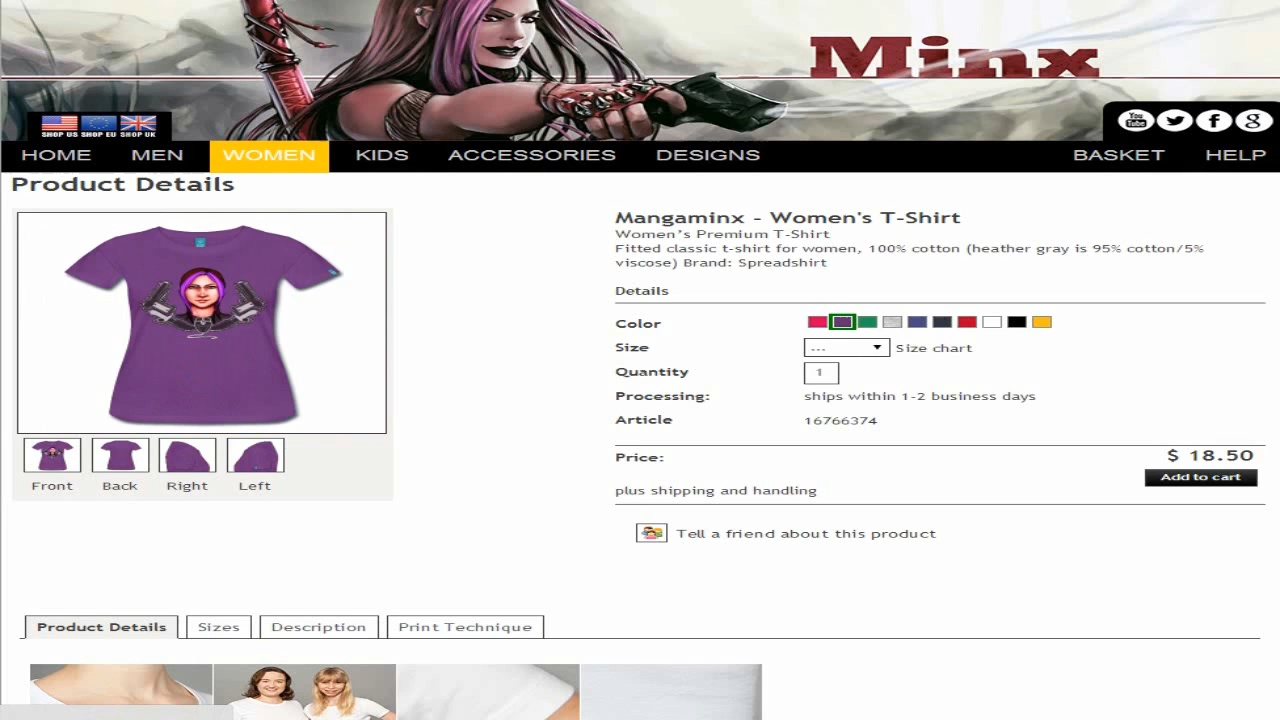 Minx
SHOP US SHOP EU SHOP UK
You
Tube
HOME MEN WOMEN KIDS ACCESSORIES DESIGNS BASKET HELP
Product Details
Mangaminx - Women's T-Shirt
Women’s Premium T-Shirt
Fitted classic t-shirt for women, 100% cotton (heather gray is 95% cotton/5%
viscose) Brand: Spreadshirt
Details
Color
Size --- Size chart
Quantity 1
Processing: ships within 1-2 business days
Article 16766374
Price: $ 18.50
Add to cart
plus shipping and handling
Tell a friend about this product
Front Back Right Left
Product Details Sizes Description Print Technique